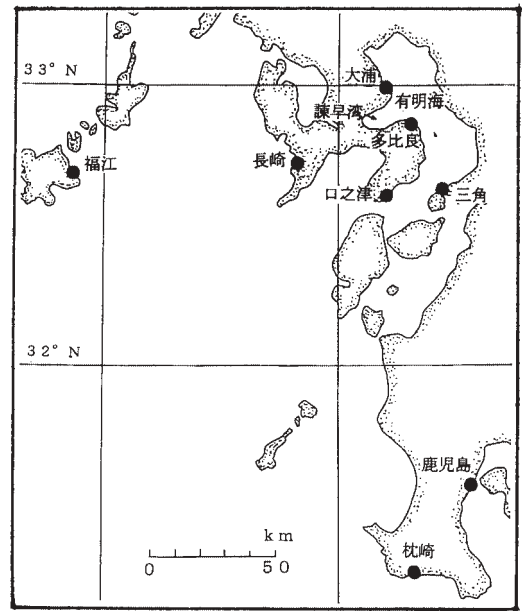 33° N
大浦
有明海
諫早湾
多比良
福江
長崎
口之津
三角
32° N
鹿児島
枕崎
km
0 50